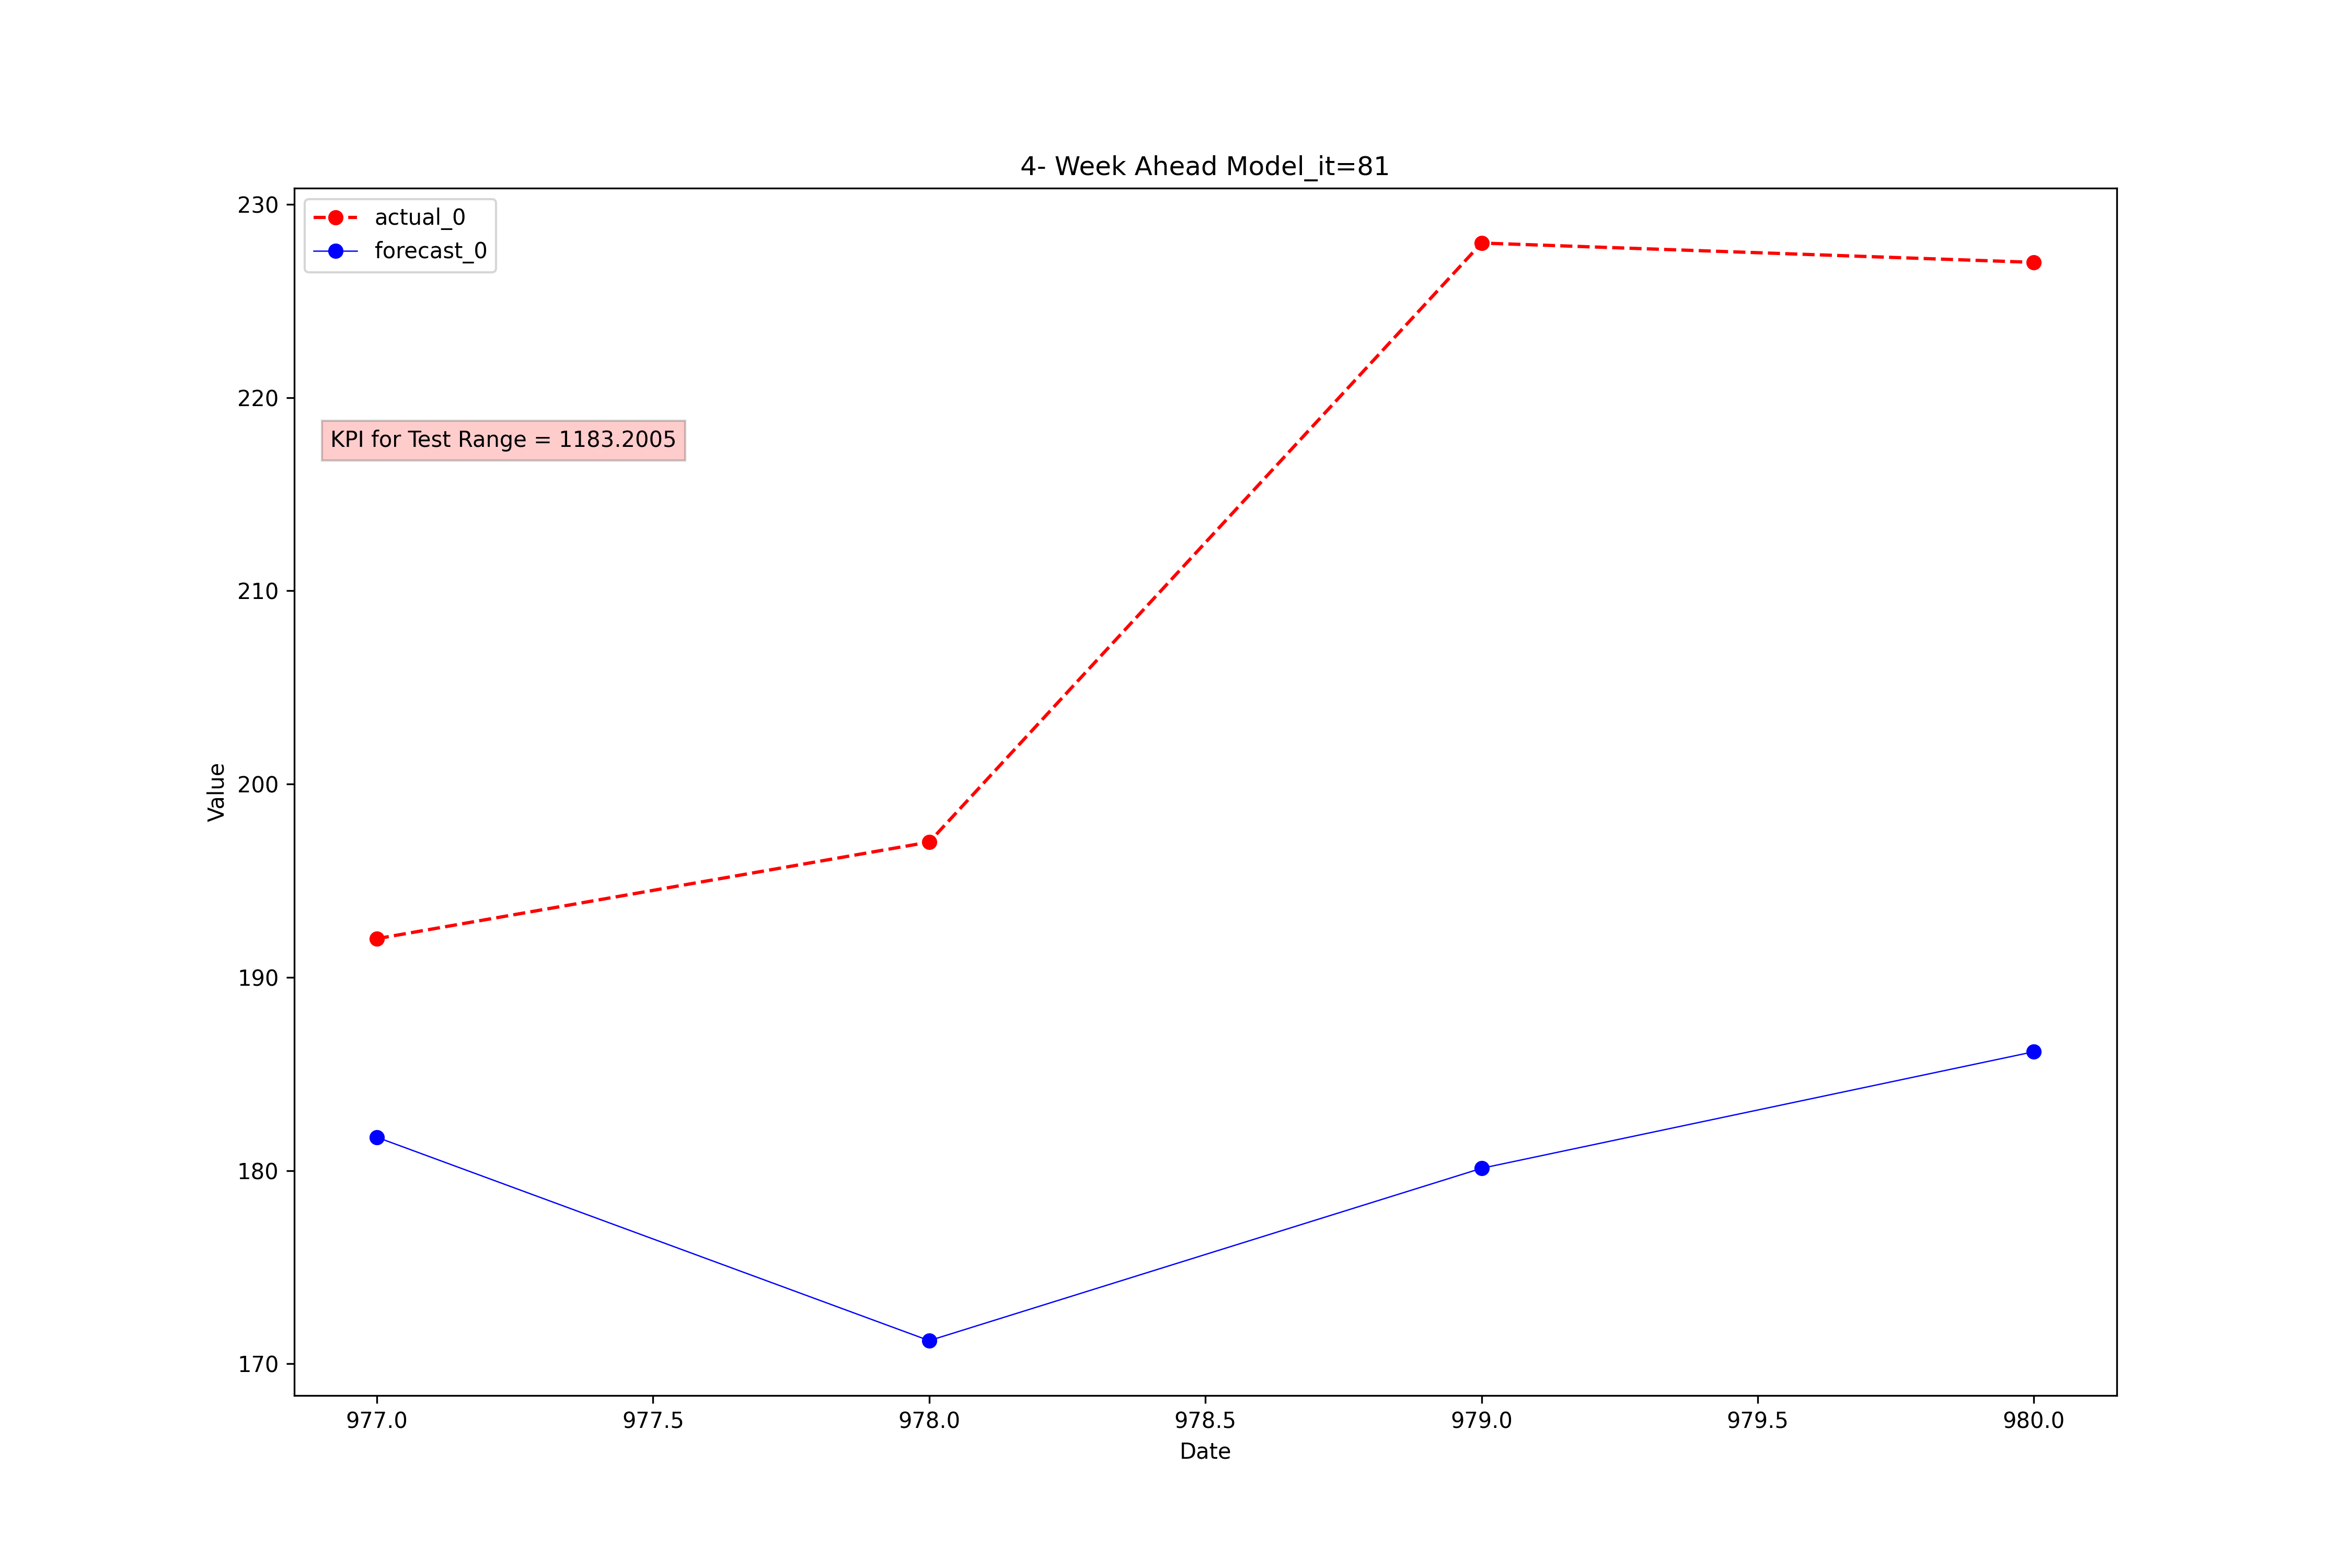 4- Week Ahead Model_it=81
230
actual_0
forecast_0
220
KPI for Test Range = 1183.2005
210
200
Value
190
180
170
977.0 977.5 978.0 978.5 979.0 979.5 980.0
Date